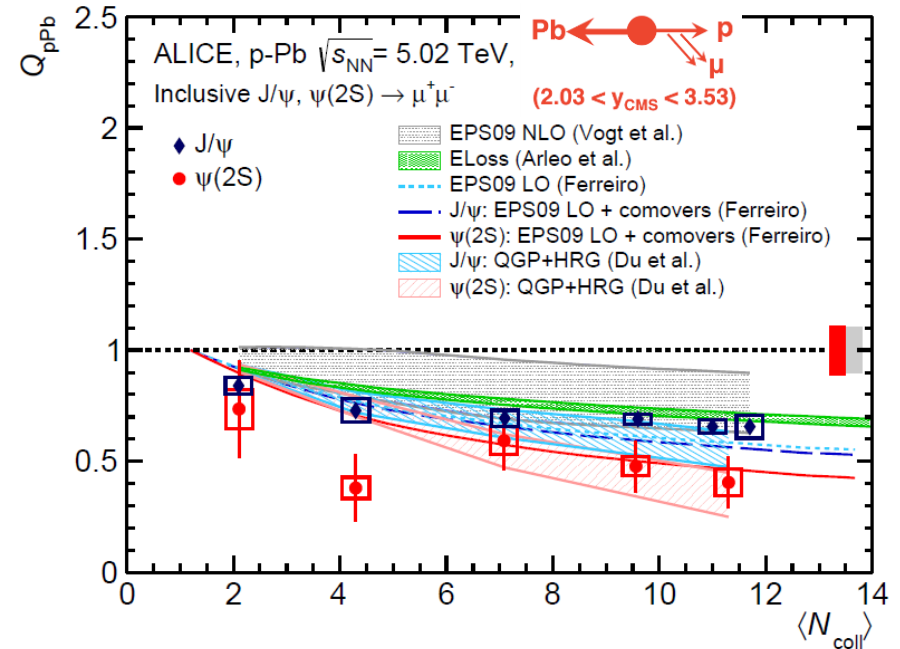 Q_pPb
2.5
2
1.5
1
0.5
0
ALICE, p-Pb √s_NN = 5.02 TeV,
Inclusive J/ψ, ψ(2S) → μ⁺μ⁻
Pb
p
μ
(2.03 < y_CMS < 3.53)
J/ψ
ψ(2S)
EPS09 NLO (Vogt et al.)
ELoss (Arleo et al.)
EPS09 LO (Ferreiro)
J/ψ: EPS09 LO + comovers (Ferreiro)
ψ(2S): EPS09 LO + comovers (Ferreiro)
J/ψ: QGP+HRG (Du et al.)
ψ(2S): QGP+HRG (Du et al.)
0 2 4 6 8 10 12 14
⟨N_coll⟩